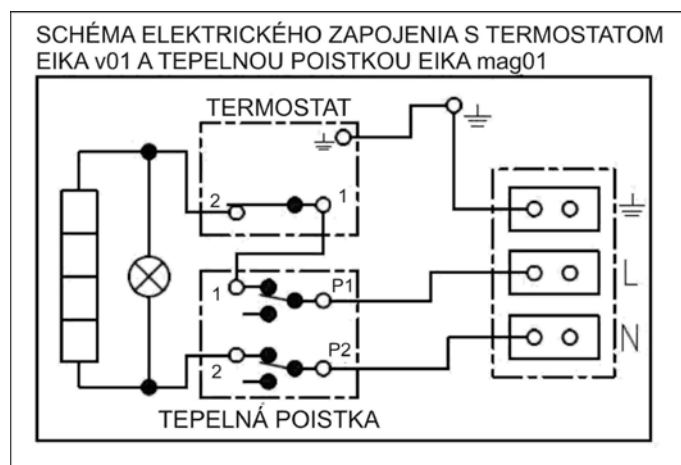 SCHÉMA ELEKTRICKÉHO ZAPOJENIA S TERMOSTATOM
EIKA v01 A TEPELNOU POISTKOU EIKA mag01
TERMOSTAT
2 1
1 P1
L
2 P2
N
TEPELNÁ POISTKA